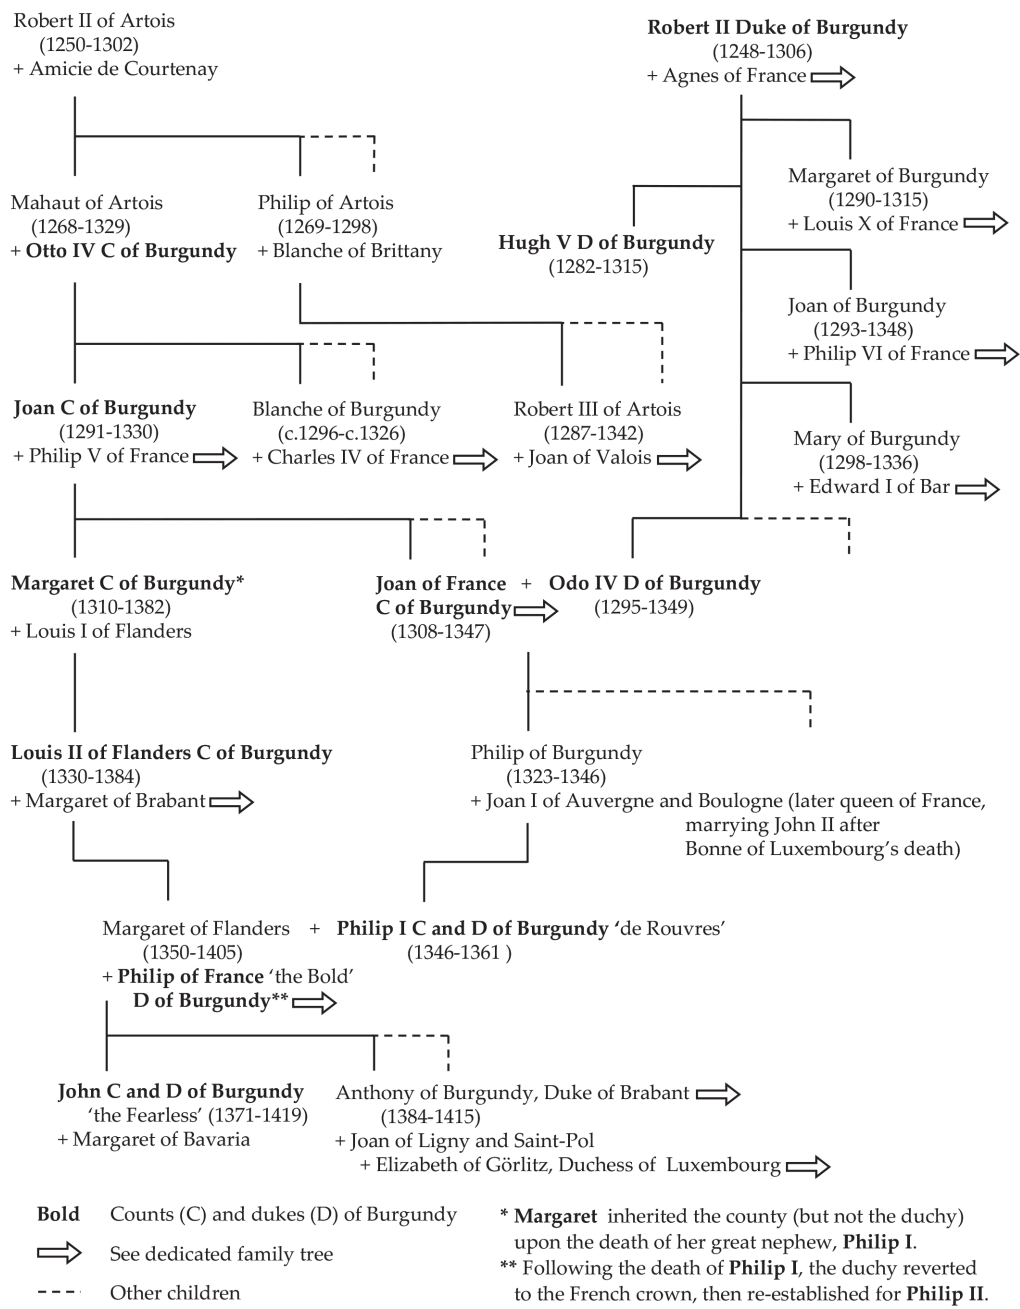 Robert II of Artois
(1250-1302)
+ Amicie de Courtenay
Robert II Duke of Burgundy
(1248-1306)
+ Agnes of France
Mahaut of Artois
(1268-1329)
+ Otto IV C of Burgundy
Philip of Artois
(1269-1298)
+ Blanche of Brittany
Hugh V D of Burgundy
(1282-1315)
Margaret of Burgundy
(1290-1315)
+ Louis X of France
Joan of Burgundy
(1293-1348)
+ Philip VI of France
Joan C of Burgundy
(1291-1330)
+ Philip V of France
Blanche of Burgundy
(c.1296-c.1326)
+ Charles IV of France
Robert III of Artois
(1287-1342)
+ Joan of Valois
Mary of Burgundy
(1298-1336)
+ Edward I of Bar
Margaret C of Burgundy*
(1310-1382)
+ Louis I of Flanders
Joan of France
C of Burgundy
(1308-1347)
+ Odo IV D of Burgundy
(1295-1349)
Louis II of Flanders C of Burgundy
(1330-1384)
+ Margaret of Brabant
Philip of Burgundy
(1323-1346)
+ Joan I of Auvergne and Boulogne (later queen of France,
marrying John II after
Bonne of Luxembourg's death)
Margaret of Flanders + Philip I C and D of Burgundy 'de Rouvres'
(1350-1405)
(1346-1361 )
+ Philip of France 'the Bold'
D of Burgundy**
John C and D of Burgundy
'the Fearless' (1371-1419)
+ Margaret of Bavaria
Anthony of Burgundy, Duke of Brabant
(1384-1415)
+ Joan of Ligny and Saint-Pol
+ Elizabeth of Görlitz, Duchess of Luxembourg
Bold Counts (C) and dukes (D) of Burgundy
See dedicated family tree
Other children
* Margaret inherited the county (but not the duchy)
upon the death of her great nephew, Philip I.
** Following the death of Philip I, the duchy reverted
to the French crown, then re-established for Philip II.